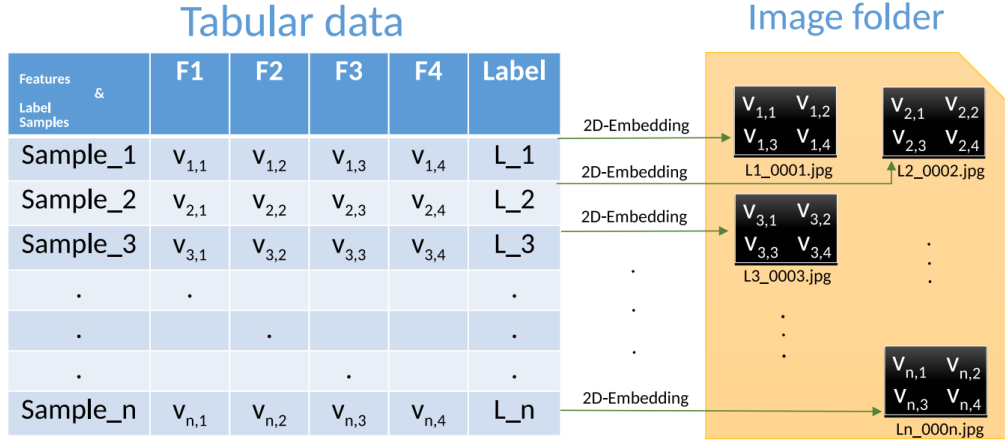 Tabular data
Image folder
Features
&
Label
Samples
F1 F2 F3 F4 Label
Sample_1 v1,1 v1,2 v1,3 v1,4 L_1
Sample_2 v2,1 v2,2 v2,3 v2,4 L_2
Sample_3 v3,1 v3,2 v3,3 v3,4 L_3
. . .
. . .
. . .
Sample_n vn,1 vn,2 vn,3 vn,4 L_n
2D-Embedding
2D-Embedding
2D-Embedding
.
.
.
2D-Embedding
v1,1 v1,2
v1,3 v1,4
L1_0001.jpg
v2,1 v2,2
v2,3 v2,4
L2_0002.jpg
v3,1 v3,2
v3,3 v3,4
L3_0003.jpg
.
.
.
.
.
.
vn,1 vn,2
vn,3 vn,4
Ln_000n.jpg